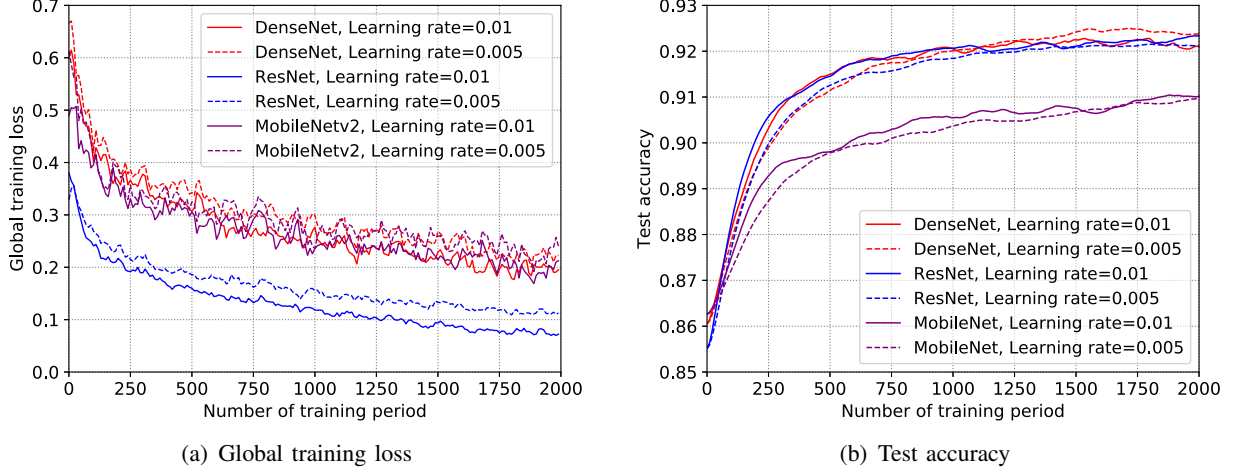 0.7
0.6
0.5
0.4
0.3
0.2
0.1
0.0
Global training loss
DenseNet, Learning rate=0.01
DenseNet, Learning rate=0.005
ResNet, Learning rate=0.01
ResNet, Learning rate=0.005
MobileNetv2, Learning rate=0.01
MobileNetv2, Learning rate=0.005
0 250 500 750 1000 1250 1500 1750 2000
Number of training period
(a) Global training loss
0.93
0.92
0.91
0.90
0.89
0.88
0.87
0.86
0.85
Test accuracy
DenseNet, Learning rate=0.01
DenseNet, Learning rate=0.005
ResNet, Learning rate=0.01
ResNet, Learning rate=0.005
MobileNet, Learning rate=0.01
MobileNet, Learning rate=0.005
0 250 500 750 1000 1250 1500 1750 2000
Number of training period
(b) Test accuracy